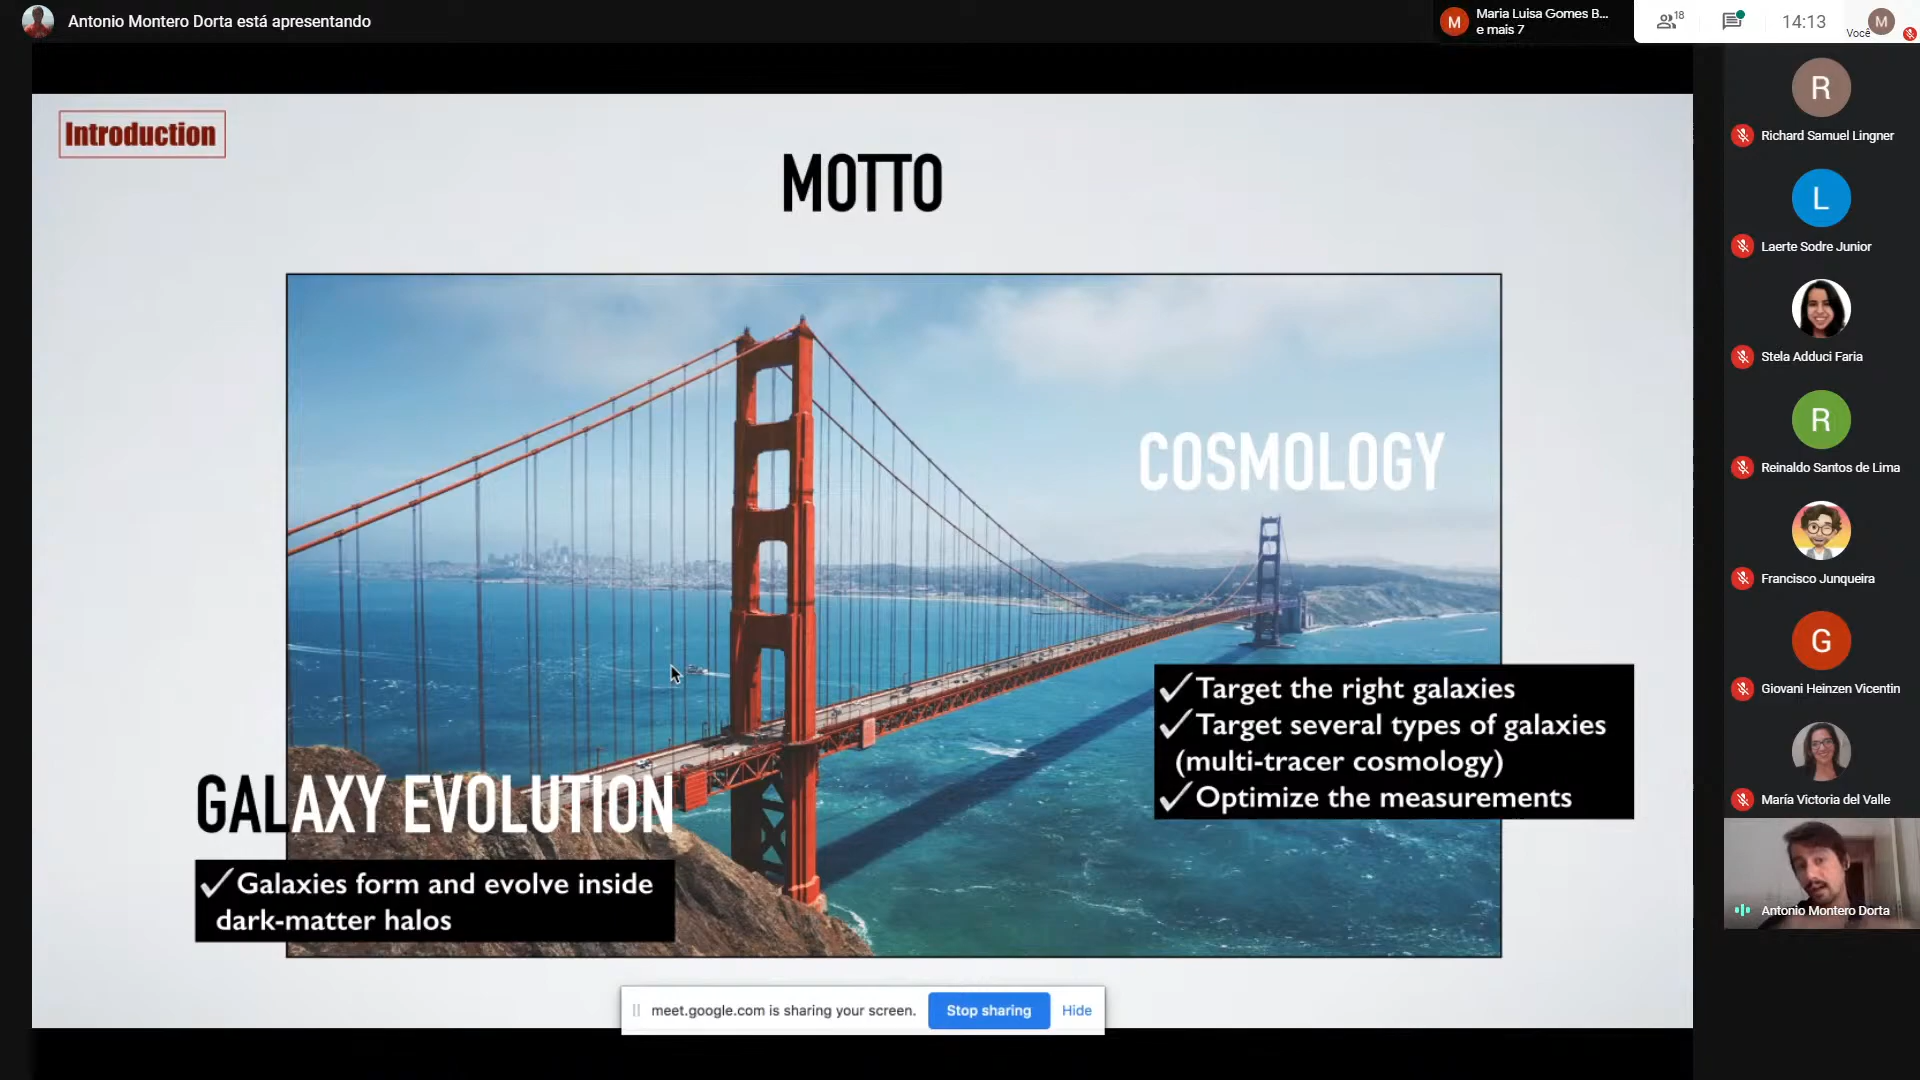 Antonio Montero Dorta está apresentando
M
Maria Luisa Gomes B...
e mais 7
18
14:13
Você
M
Introduction
MOTTO
COSMOLOGY
✓Target the right galaxies
✓Target several types of galaxies
(multi-tracer cosmology)
✓Optimize the measurements
GALAXY EVOLUTION
✓Galaxies form and evolve inside
dark-matter halos
meet.google.com is sharing your screen.
Stop sharing
Hide
R
Richard Samuel Lingner
L
Laerte Sodre Junior
Stela Adduci Faria
R
Reinaldo Santos de Lima
Francisco Junqueira
G
Giovani Heinzen Vicentin
María Victoria del Valle
Antonio Montero Dorta